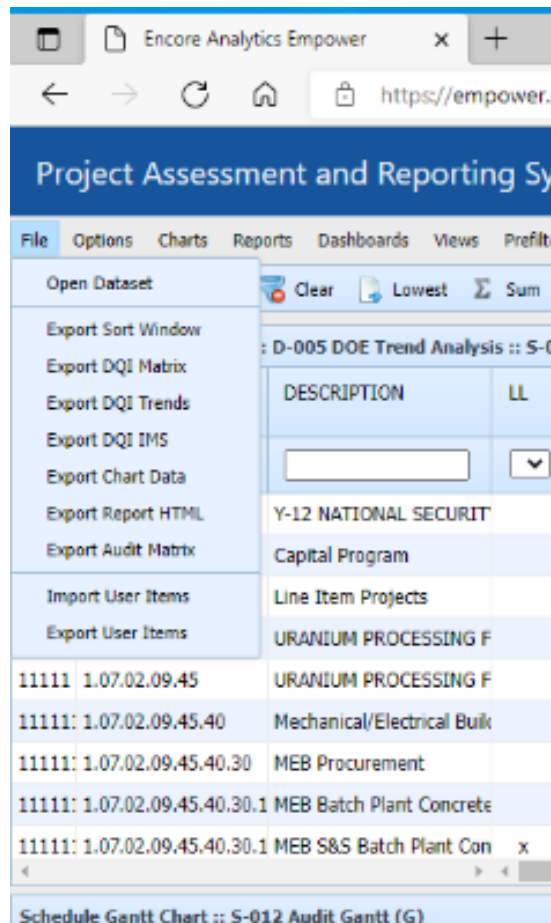 Encore Analytics Empower
https://empower.
Project Assessment and Reporting Sy
File Options Charts Reports Dashboards Views Prefilt
Open Dataset
Clear Lowest Σ Sum
Export Sort Window
: D-005 DOE Trend Analysis :: S-0
Export DQI Matrix
DESCRIPTION LL
Export DQI Trends
Export DQI IMS
Export Chart Data
Export Report HTML
Y-12 NATIONAL SECURIT
Export Audit Matrix
Capital Program
Import User Items
Line Item Projects
Export User Items
URANIUM PROCESSING F
11111 1.07.02.09.45 URANIUM PROCESSING F
11111: 1.07.02.09.45.40 Mechanical/Electrical Build
11111: 1.07.02.09.45.40.30 MEB Procurement
11111: 1.07.02.09.45.40.30.1 MEB Batch Plant Concrete
11111: 1.07.02.09.45.40.30.1 MEB S&S Batch Plant Con x
Schedule Gantt Chart :: S-012 Audit Gantt (G)